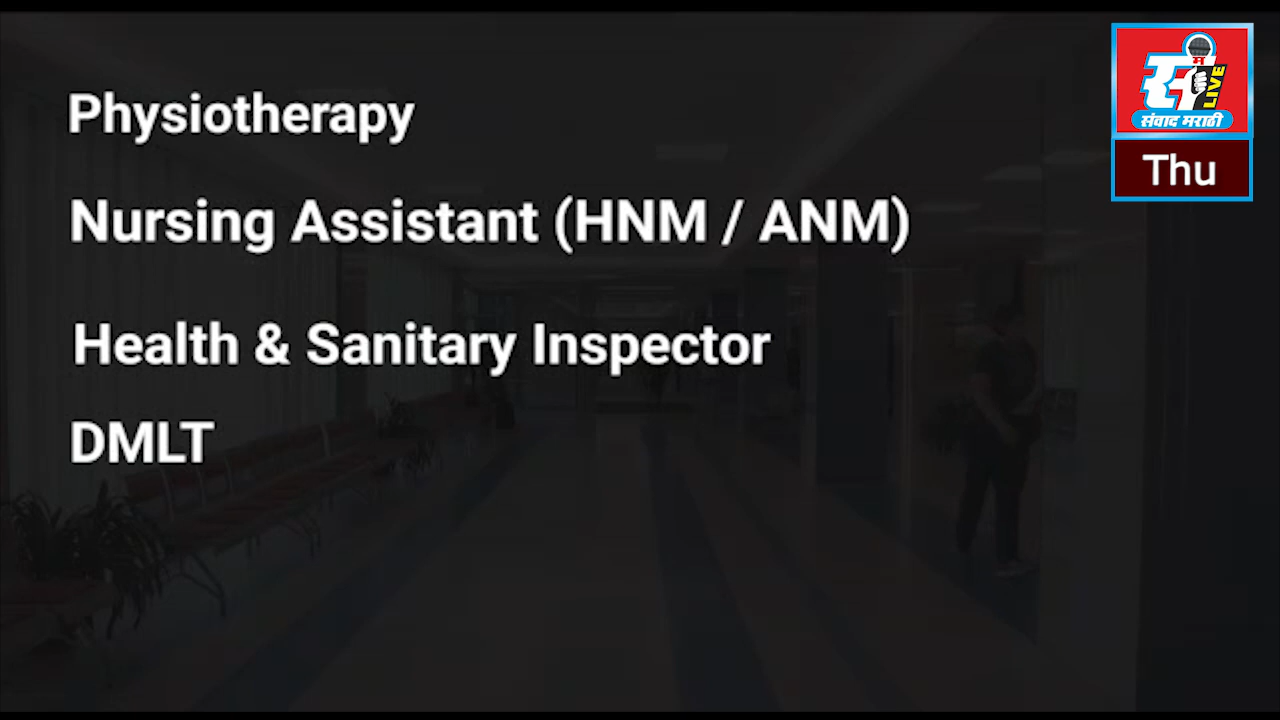 Physiotherapy
Nursing Assistant (HNM / ANM)
Health & Sanitary Inspector
DMLT
स
म
LIVE
संवाद मराठी
Thu